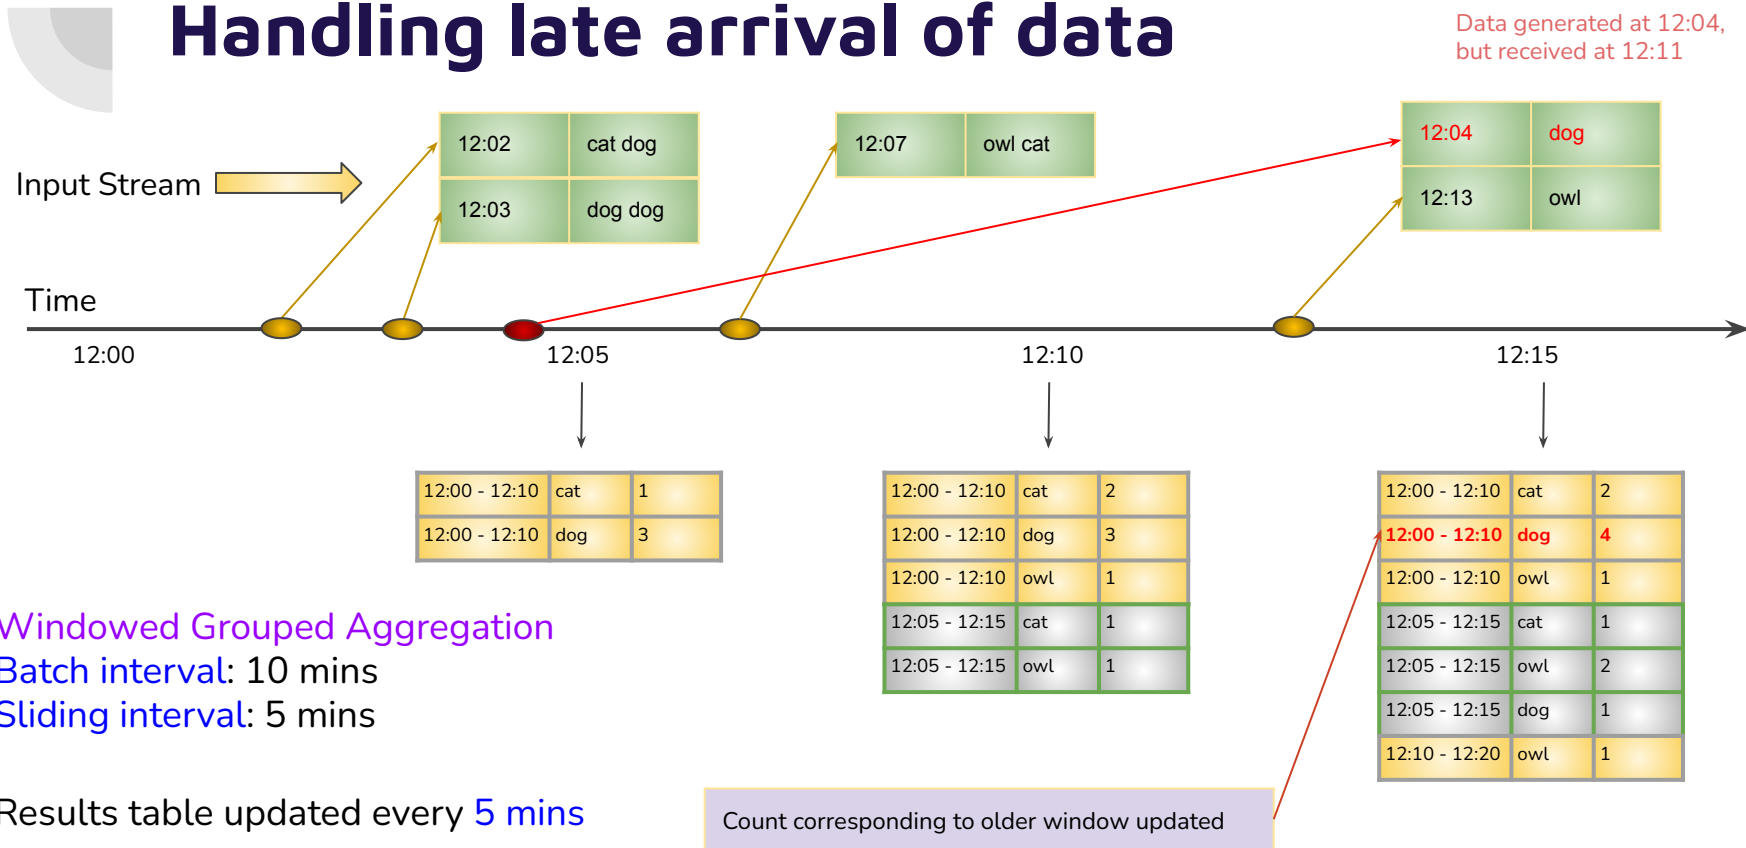 Handling late arrival of data
Data generated at 12:04,
but received at 12:11
Input Stream
12:02 cat dog
12:03 dog dog
12:07 owl cat
12:04 dog
12:13 owl
Time
12:00 12:05 12:10 12:15
12:00 - 12:10 cat 1
12:00 - 12:10 dog 3
12:00 - 12:10 cat 2
12:00 - 12:10 dog 3
12:00 - 12:10 owl 1
12:05 - 12:15 cat 1
12:05 - 12:15 owl 1
12:00 - 12:10 cat 2
12:00 - 12:10 dog 4
12:00 - 12:10 owl 1
12:05 - 12:15 cat 1
12:05 - 12:15 owl 2
12:05 - 12:15 dog 1
12:10 - 12:20 owl 1
Windowed Grouped Aggregation
Batch interval: 10 mins
Sliding interval: 5 mins
Results table updated every 5 mins
Count corresponding to older window updated